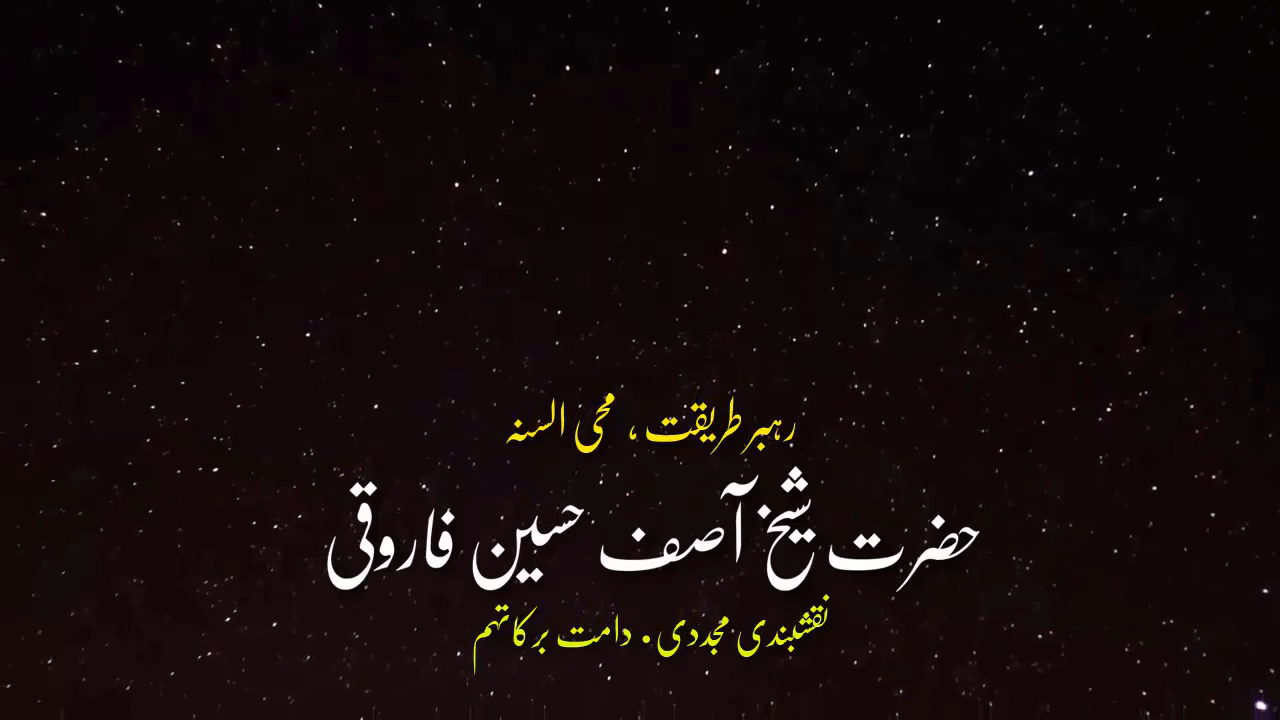 رہبر طریقت ، محی السنہ
حضرت شیخ آصف حسین فاروقی
نقشبندی مجددی . دامت برکاتہم